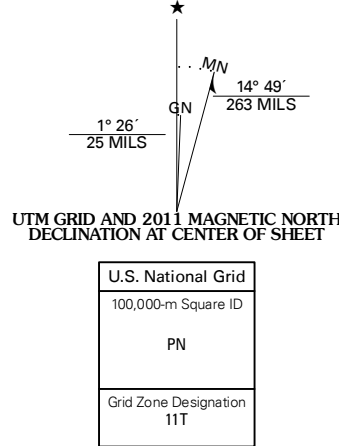 ★
MN
GN
14° 49´
263 MILS
1° 26´
25 MILS
UTM GRID AND 2011 MAGNETIC NORTH
DECLINATION AT CENTER OF SHEET
U.S. National Grid
100,000-m Square ID
PN
Grid Zone Designation
11T